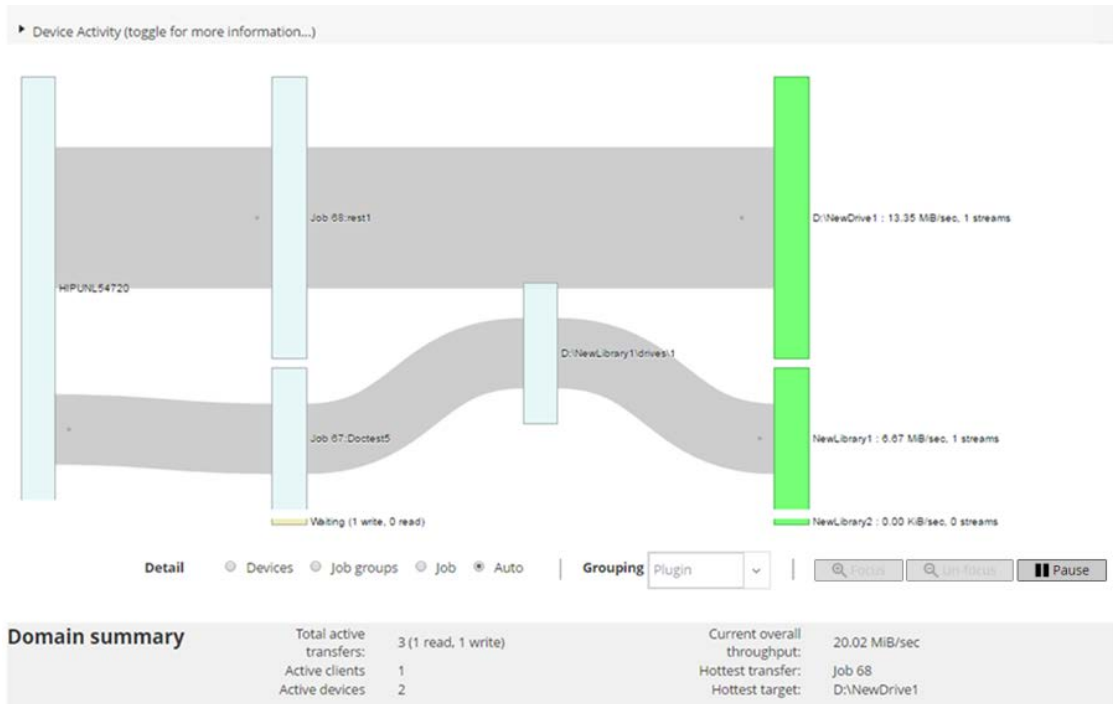 Device Activity (toggle for more information...)
Job 68:rest1
D:\NewDrive1 : 13.35 MiB/sec, 1 streams
HIPUNL54720
D:\NewLibrary1\drives\1
Job 67:Doctest5
NewLibrary1 : 6.67 MiB/sec, 1 streams
Waiting (1 write, 0 read)
NewLibrary2 : 0.00 KiB/sec, 0 streams
Detail Devices Job groups Job Auto | Grouping Plugin | Focus Un-focus Pause
Domain summary
Total active
transfers:
3 (1 read, 1 write)
Active clients 1
Active devices 2
Current overall
throughput:
20.02 MiB/sec
Hottest transfer: Job 68
Hottest target: D:\NewDrive1